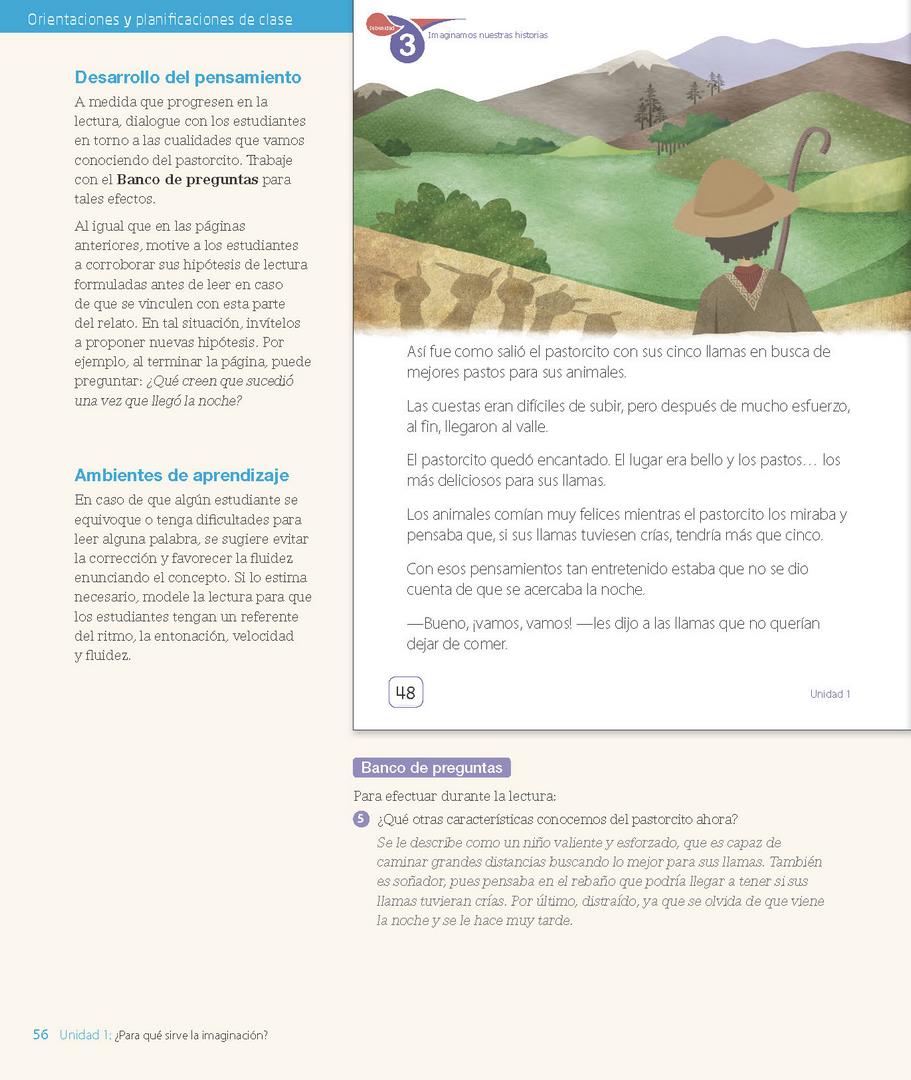 Orientaciones y planificaciones de clase
Desarrollo del pensamiento
A medida que progresen en la
lectura, dialogue con los estudiantes
en torno a las cualidades que vamos
conociendo del pastorcito. Trabaje
con el Banco de preguntas para
tales efectos.
Al igual que en las páginas
anteriores, motive a los estudiantes
a corroborar sus hipótesis de lectura
formuladas antes de leer en caso
de que se vinculen con esta parte
del relato. En tal situación, invítelos
a proponer nuevas hipótesis. Por
ejemplo, al terminar la página, puede
preguntar: ¿Qué creen que sucedió
una vez que llegó la noche?
Ambientes de aprendizaje
En caso de que algún estudiante se
equivoque o tenga dificultades para
leer alguna palabra, se sugiere evitar
la corrección y favorecer la fluidez
enunciando el concepto. Si lo estima
necesario, modele la lectura para que
los estudiantes tengan un referente
del ritmo, la entonación, velocidad
y fluidez.
Subunidad
3
Imaginamos nuestras historias
Así fue como salió el pastorcito con sus cinco llamas en busca de
mejores pastos para sus animales.
Las cuestas eran difíciles de subir, pero después de mucho esfuerzo,
al fin, llegaron al valle.
El pastorcito quedó encantado. El lugar era bello y los pastos… los
más deliciosos para sus llamas.
Los animales comían muy felices mientras el pastorcito los miraba y
pensaba que, si sus llamas tuviesen crías, tendría más que cinco.
Con esos pensamientos tan entretenido estaba que no se dio
cuenta de que se acercaba la noche.
—Bueno, ¡vamos, vamos! —les dijo a las llamas que no querían
dejar de comer.
48
Unidad 1
Banco de preguntas
Para efectuar durante la lectura:
5 ¿Qué otras características conocemos del pastorcito ahora?
Se le describe como un niño valiente y esforzado, que es capaz de
caminar grandes distancias buscando lo mejor para sus llamas. También
es soñador, pues pensaba en el rebaño que podría llegar a tener si sus
llamas tuvieran crías. Por último, distraído, ya que se olvida de que viene
la noche y se le hace muy tarde.
56 Unidad 1: ¿Para qué sirve la imaginación?